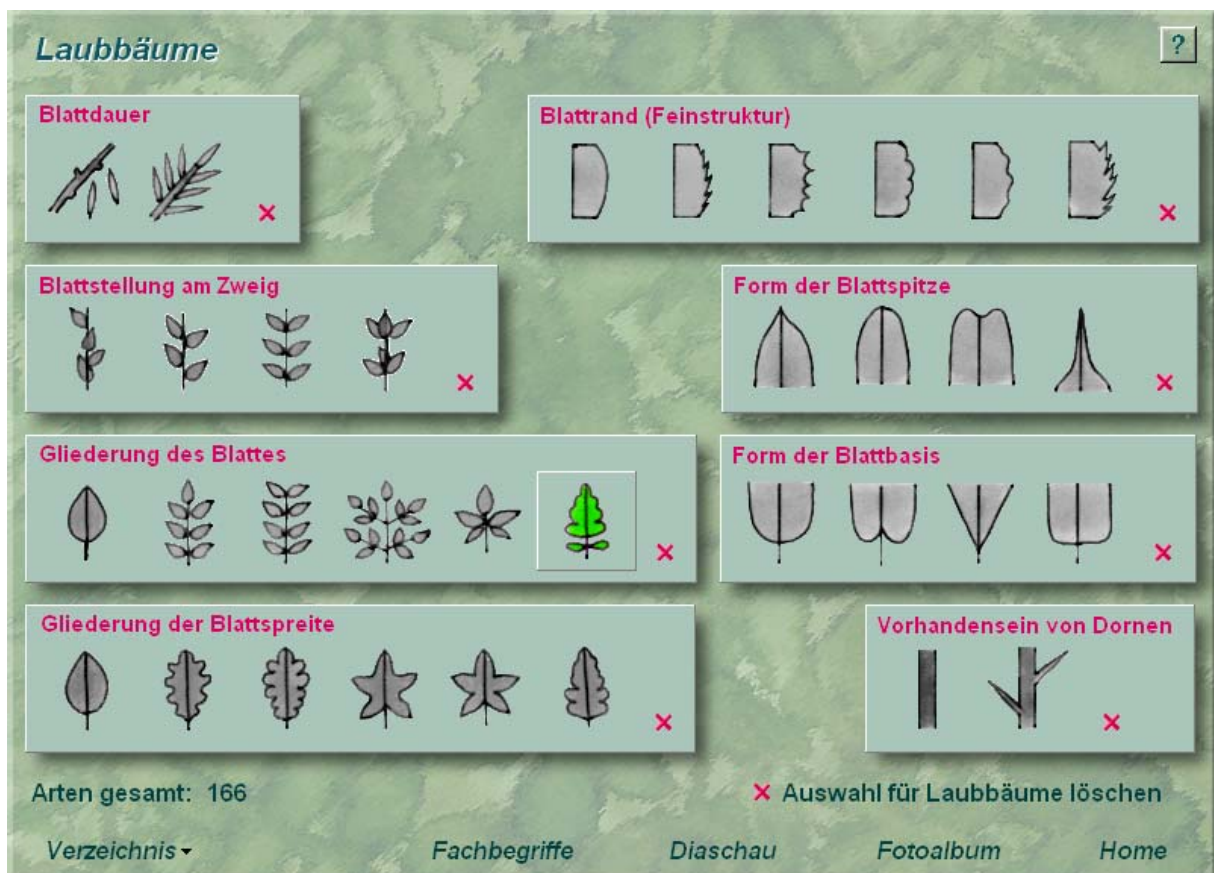 Laubbäume
?
Blattdauer
Blattrand (Feinstruktur)
Blattstellung am Zweig
Form der Blattspitze
Gliederung des Blattes
Form der Blattbasis
Gliederung der Blattspreite
Vorhandensein von Dornen
Arten gesamt: 166
Auswahl für Laubbäume löschen
Verzeichnis
Fachbegriffe
Diaschau
Fotoalbum
Home